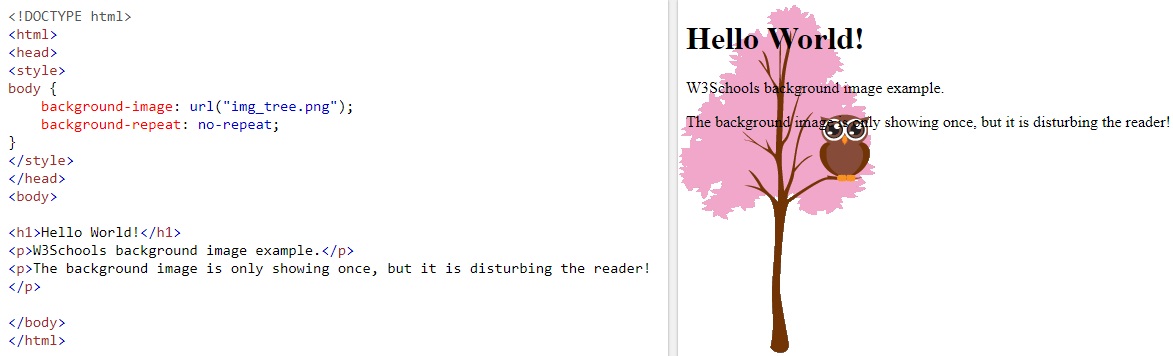 <!DOCTYPE html>
<html>
<head>
<style>
body {
    background-image: url("img_tree.png");
    background-repeat: no-repeat;
}
</style>
</head>
<body>

<h1>Hello World!</h1>
<p>W3Schools background image example.</p>
<p>The background image is only showing once, but it is disturbing the reader!
</p>

</body>
</html>
Hello World!
W3Schools background image example.
The background image is only showing once, but it is disturbing the reader!